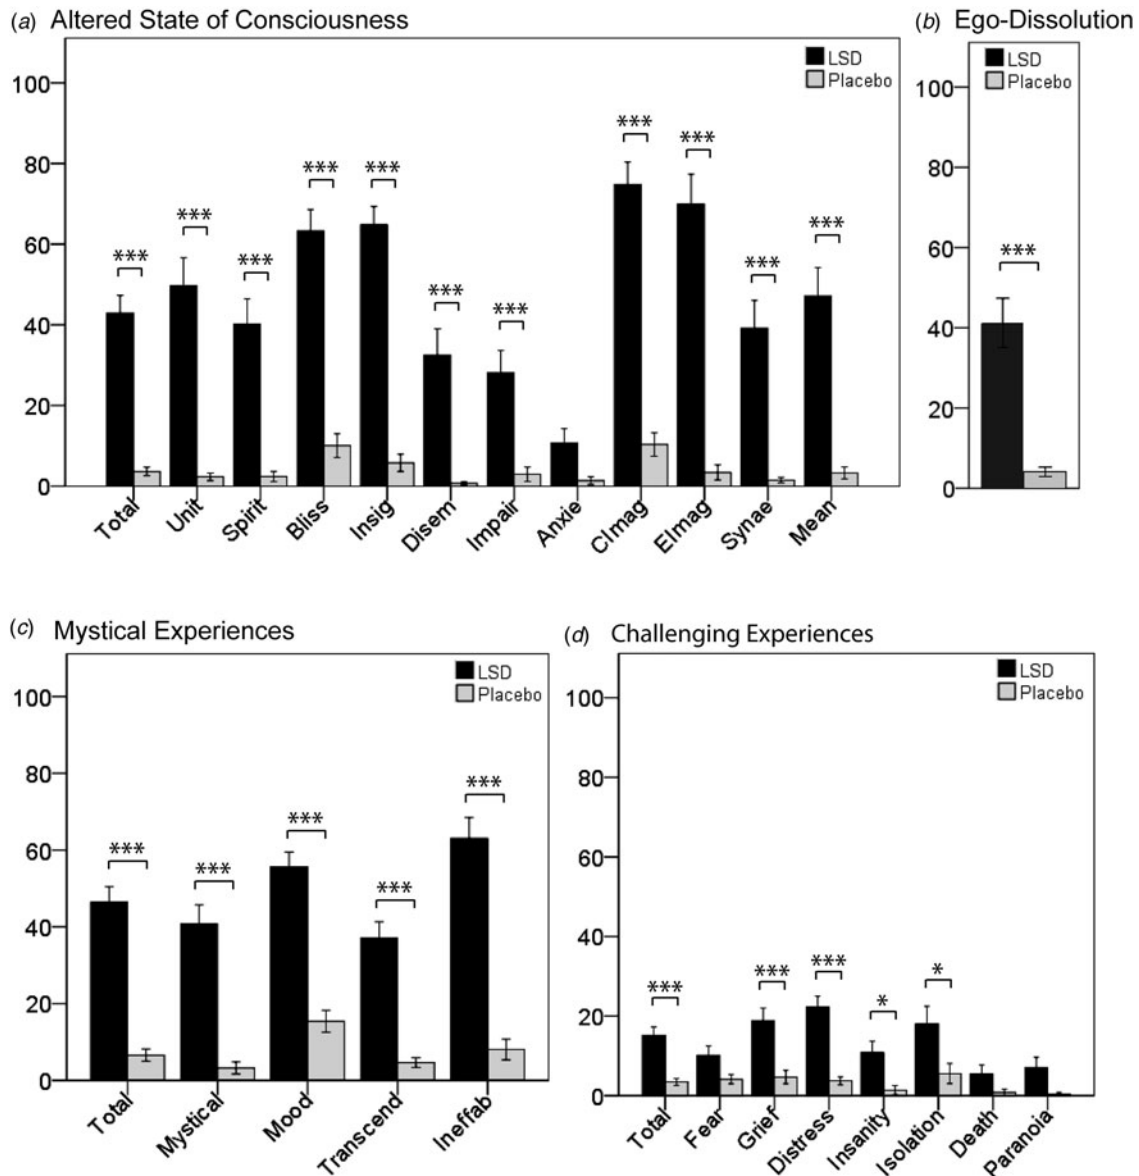 (a) Altered State of Consciousness
LSD
Placebo
100
80
60
40
20
0
*** *** *** *** *** *** *** *** *** *** ***
Total Unit Spirit Bliss Insig Disem Impair Anxie CImag EImag Synae Mean
(b) Ego-Dissolution
LSD
Placebo
100
80
60
40
20
0
***
(c) Mystical Experiences
LSD
Placebo
100
80
60
40
20
0
*** *** *** *** ***
Total Mystical Mood Transcend Ineffab
(d) Challenging Experiences
LSD
Placebo
100
80
60
40
20
0
*** *** *** * *
Total Fear Grief Distress Insanity Isolation Death Paranoia